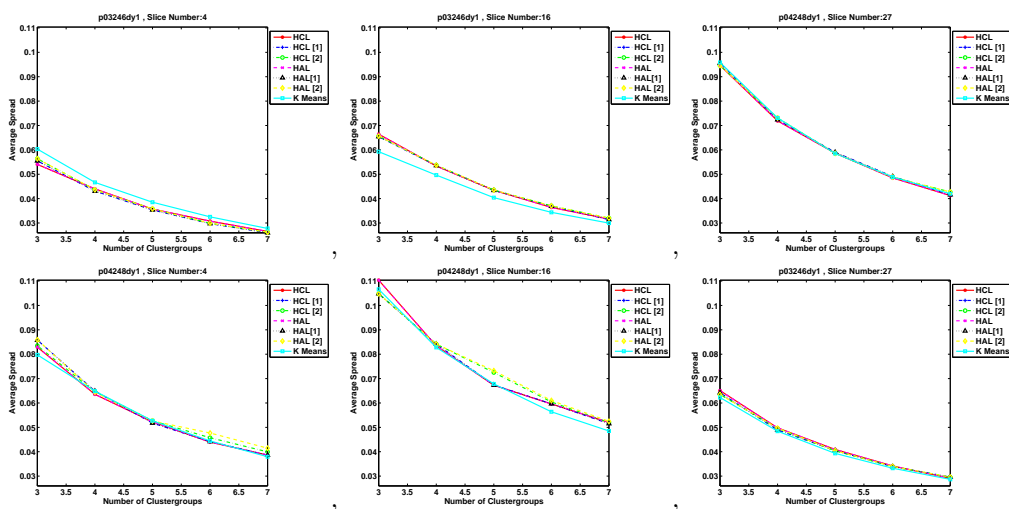 p03246dy1 , Slice Number:4
0.11
0.1
0.09
0.08
0.07
0.06
0.05
0.04
0.03
Average Spread
3 3.5 4 4.5 5 5.5 6 6.5 7
Number of Clustergroups
HCL
HCL [1]
HCL [2]
HAL
HAL[1]
HAL [2]
K Means
,
p03246dy1 , Slice Number:16
0.11
0.1
0.09
0.08
0.07
0.06
0.05
0.04
0.03
Average Spread
3 3.5 4 4.5 5 5.5 6 6.5 7
Number of Clustergroups
HCL
HCL [1]
HCL [2]
HAL
HAL[1]
HAL [2]
K Means
,
p04248dy1 , Slice Number:27
0.11
0.1
0.09
0.08
0.07
0.06
0.05
0.04
0.03
Average Spread
3 3.5 4 4.5 5 5.5 6 6.5 7
Number of Clustergroups
HCL
HCL [1]
HCL [2]
HAL
HAL[1]
HAL [2]
K Means
p04248dy1 , Slice Number:4
0.11
0.1
0.09
0.08
0.07
0.06
0.05
0.04
0.03
Average Spread
3 3.5 4 4.5 5 5.5 6 6.5 7
Number of Clustergroups
HCL
HCL [1]
HCL [2]
HAL
HAL[1]
HAL [2]
K Means
,
p04248dy1 , Slice Number:16
0.11
0.1
0.09
0.08
0.07
0.06
0.05
0.04
0.03
Average Spread
3 3.5 4 4.5 5 5.5 6 6.5 7
Number of Clustergroups
HCL
HCL [1]
HCL [2]
HAL
HAL[1]
HAL [2]
K Means
,
p03246dy1 , Slice Number:27
0.11
0.1
0.09
0.08
0.07
0.06
0.05
0.04
0.03
Average Spread
3 3.5 4 4.5 5 5.5 6 6.5 7
Number of Clustergroups
HCL
HCL [1]
HCL [2]
HAL
HAL[1]
HAL [2]
K Means